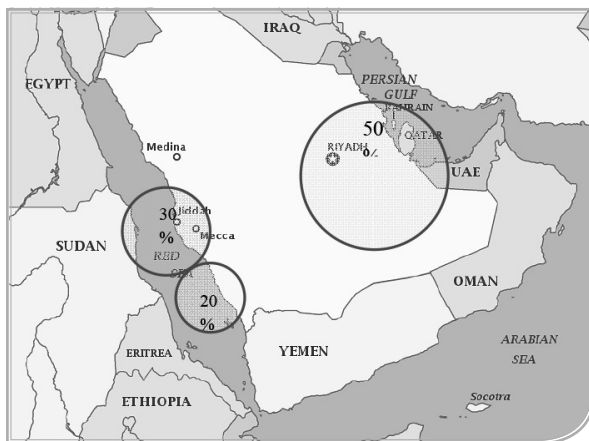 IRAQ
EGYPT
PERSIAN
GULF
BAHRAIN
50
%
QATAR
RIYADH
Medina
UAE
30
%
Jiddah
Mecca
SUDAN
RED
SEA
20
%
OMAN
ERITREA
YEMEN
ARABIAN
SEA
ETHIOPIA
Socotra